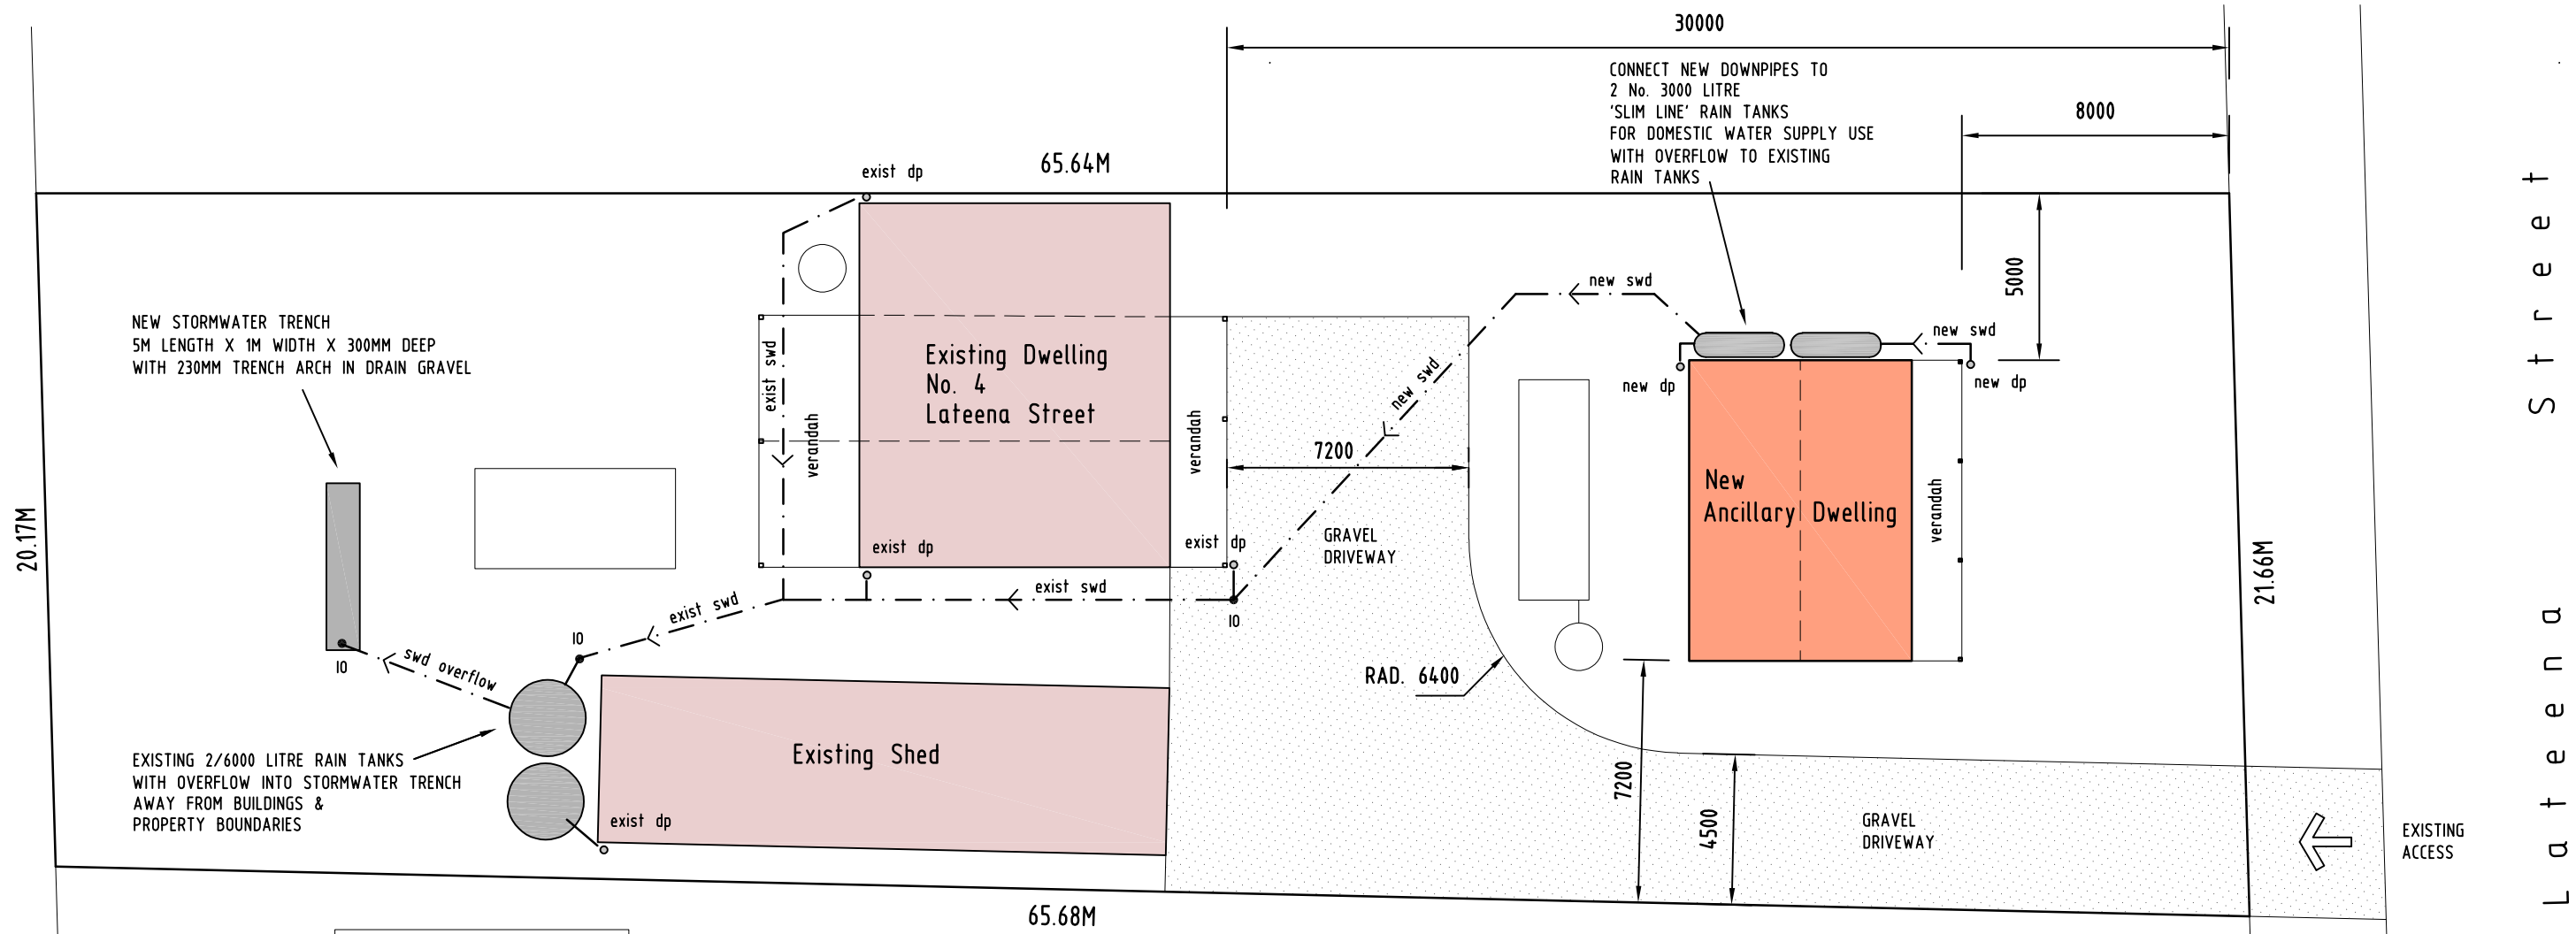 30000
CONNECT NEW DOWNPIPES TO
2 No. 3000 LITRE
'SLIM LINE' RAIN TANKS
FOR DOMESTIC WATER SUPPLY USE
WITH OVERFLOW TO EXISTING
RAIN TANKS
8000
65.64M
exist dp
5000
new swd
new swd
new dp
new dp
NEW STORMWATER TRENCH
5M LENGTH X 1M WIDTH X 300MM DEEP
WITH 230MM TRENCH ARCH IN DRAIN GRAVEL
exist swd
verandah
Existing Dwelling
No. 4
Lateena Street
verandah
new swd
7200
New
Ancillary Dwelling
verandah
20.17M
exist dp
exist dp
GRAVEL
DRIVEWAY
21.66M
exist swd
exist swd
IO
IO
IO
swd overflow
RAD. 6400
EXISTING 2/6000 LITRE RAIN TANKS
WITH OVERFLOW INTO STORMWATER TRENCH
AWAY FROM BUILDINGS &
PROPERTY BOUNDARIES
Existing Shed
exist dp
7200
4500
GRAVEL
DRIVEWAY
EXISTING
ACCESS
Lateena Street
65.68M